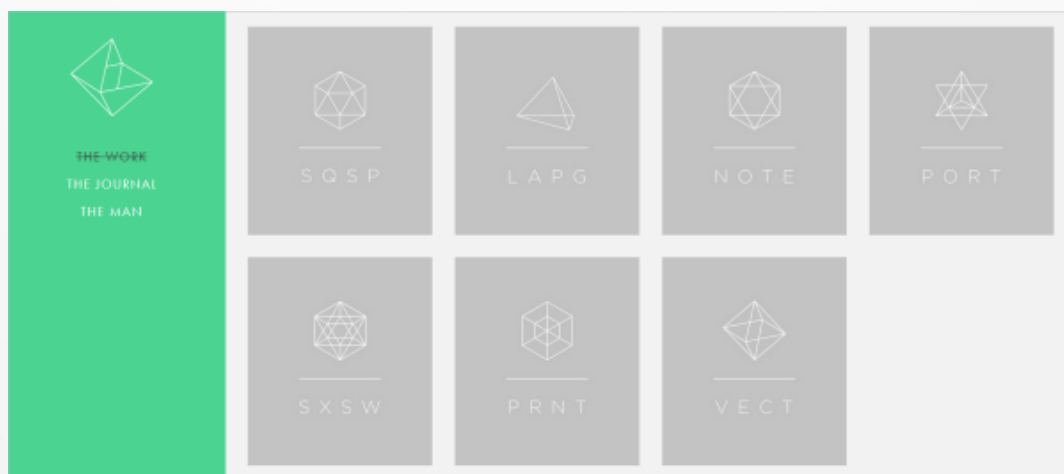 THE WORK
THE JOURNAL
THE MAN
SQSP
LAPG
NOTE
PORT
SXSW
PRNT
VECT